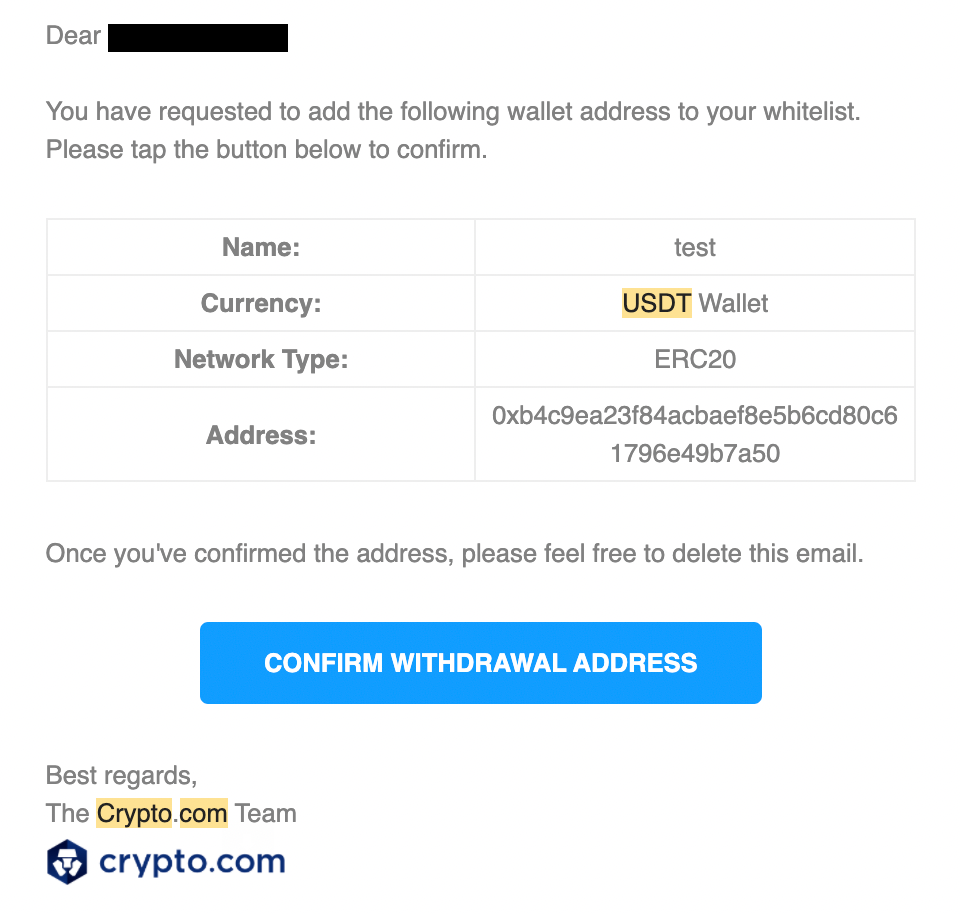 Dear
You have requested to add the following wallet address to your whitelist.
Please tap the button below to confirm.
Name: test
Currency: USDT Wallet
Network Type: ERC20
Address: 0xb4c9ea23f84acbaef8e5b6cd80c6
1796e49b7a50
Once you've confirmed the address, please feel free to delete this email.
CONFIRM WITHDRAWAL ADDRESS
Best regards,
The Crypto.com Team
crypto.com